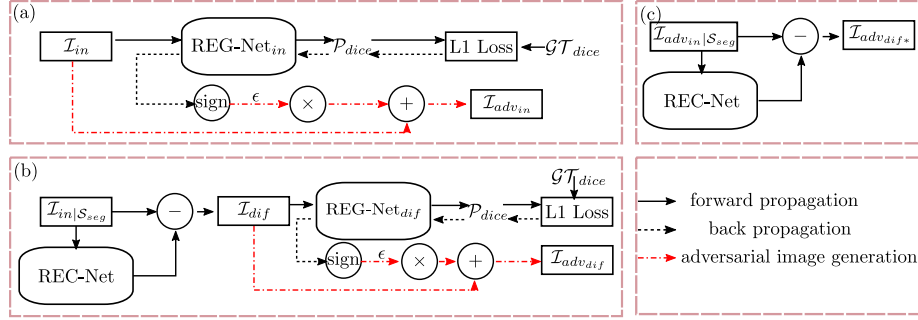 (a)
I_in REG-Net_in P_dice L1 Loss GT_dice
sign ϵ × + I_adv_in
(b)
I_in|S_seg − I_dif REG-Net_dif P_dice L1 Loss GT_dice
REC-Net sign ϵ × + I_adv_dif
(c)
I_adv_in|S_seg − I_adv_dif*
REC-Net
forward propagation
back propagation
adversarial image generation